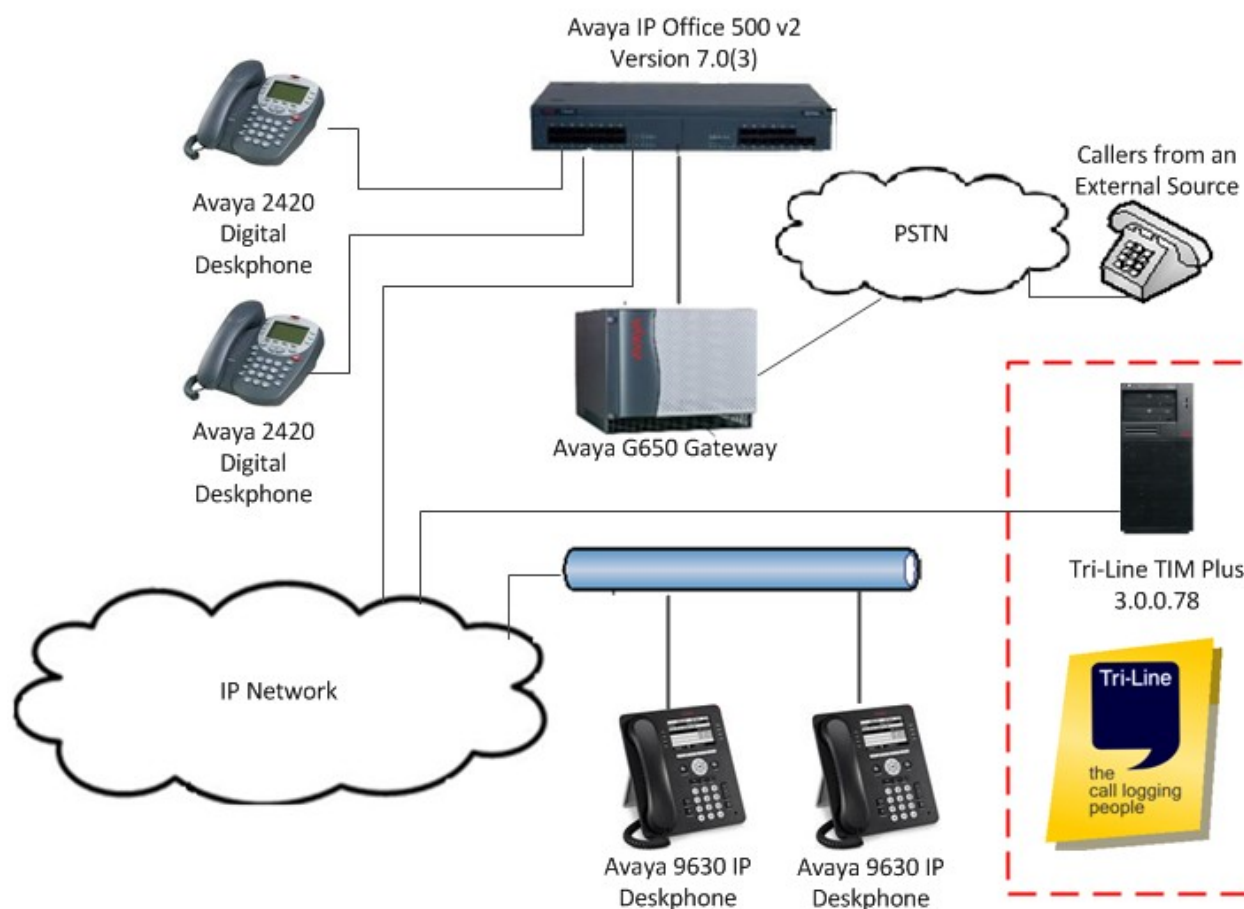 Avaya IP Office 500 v2
Version 7.0(3)
Avaya 2420
Digital
Deskphone
Callers from an
External Source
PSTN
Avaya 2420
Digital
Deskphone
Avaya G650 Gateway
Tri-Line TIM Plus
3.0.0.78
IP Network
Tri-Line
the
call logging
people
Avaya 9630 IP
Deskphone
Avaya 9630 IP
Deskphone